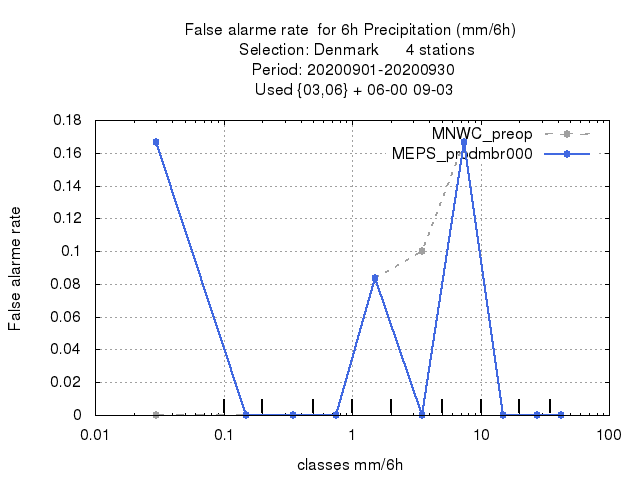 False alarme rate  for 6h Precipitation (mm/6h)
Selection: Denmark      4 stations
Period: 20200901-20200930
Used {03,06} + 06-00 09-03
MNWC_preop
MEPS_prodmbr000
0.18
0.16
0.14
0.12
0.1
0.08
0.06
0.04
0.02
0
False alarme rate
0.01
0.1
1
10
100
classes mm/6h